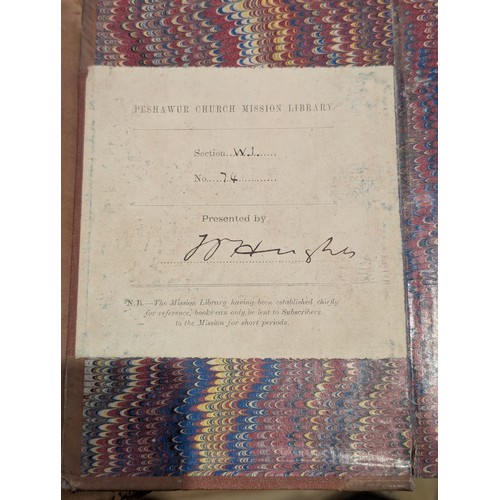 PESHAWUR CHURCH MISSION LIBRARY.
Section...W.L......
No.....74.............
Presented by
T P Hughes
N.B.—The Mission Library having been established chiefly
for reference, books can only be lent to Subscribers
to the Mission for short periods.